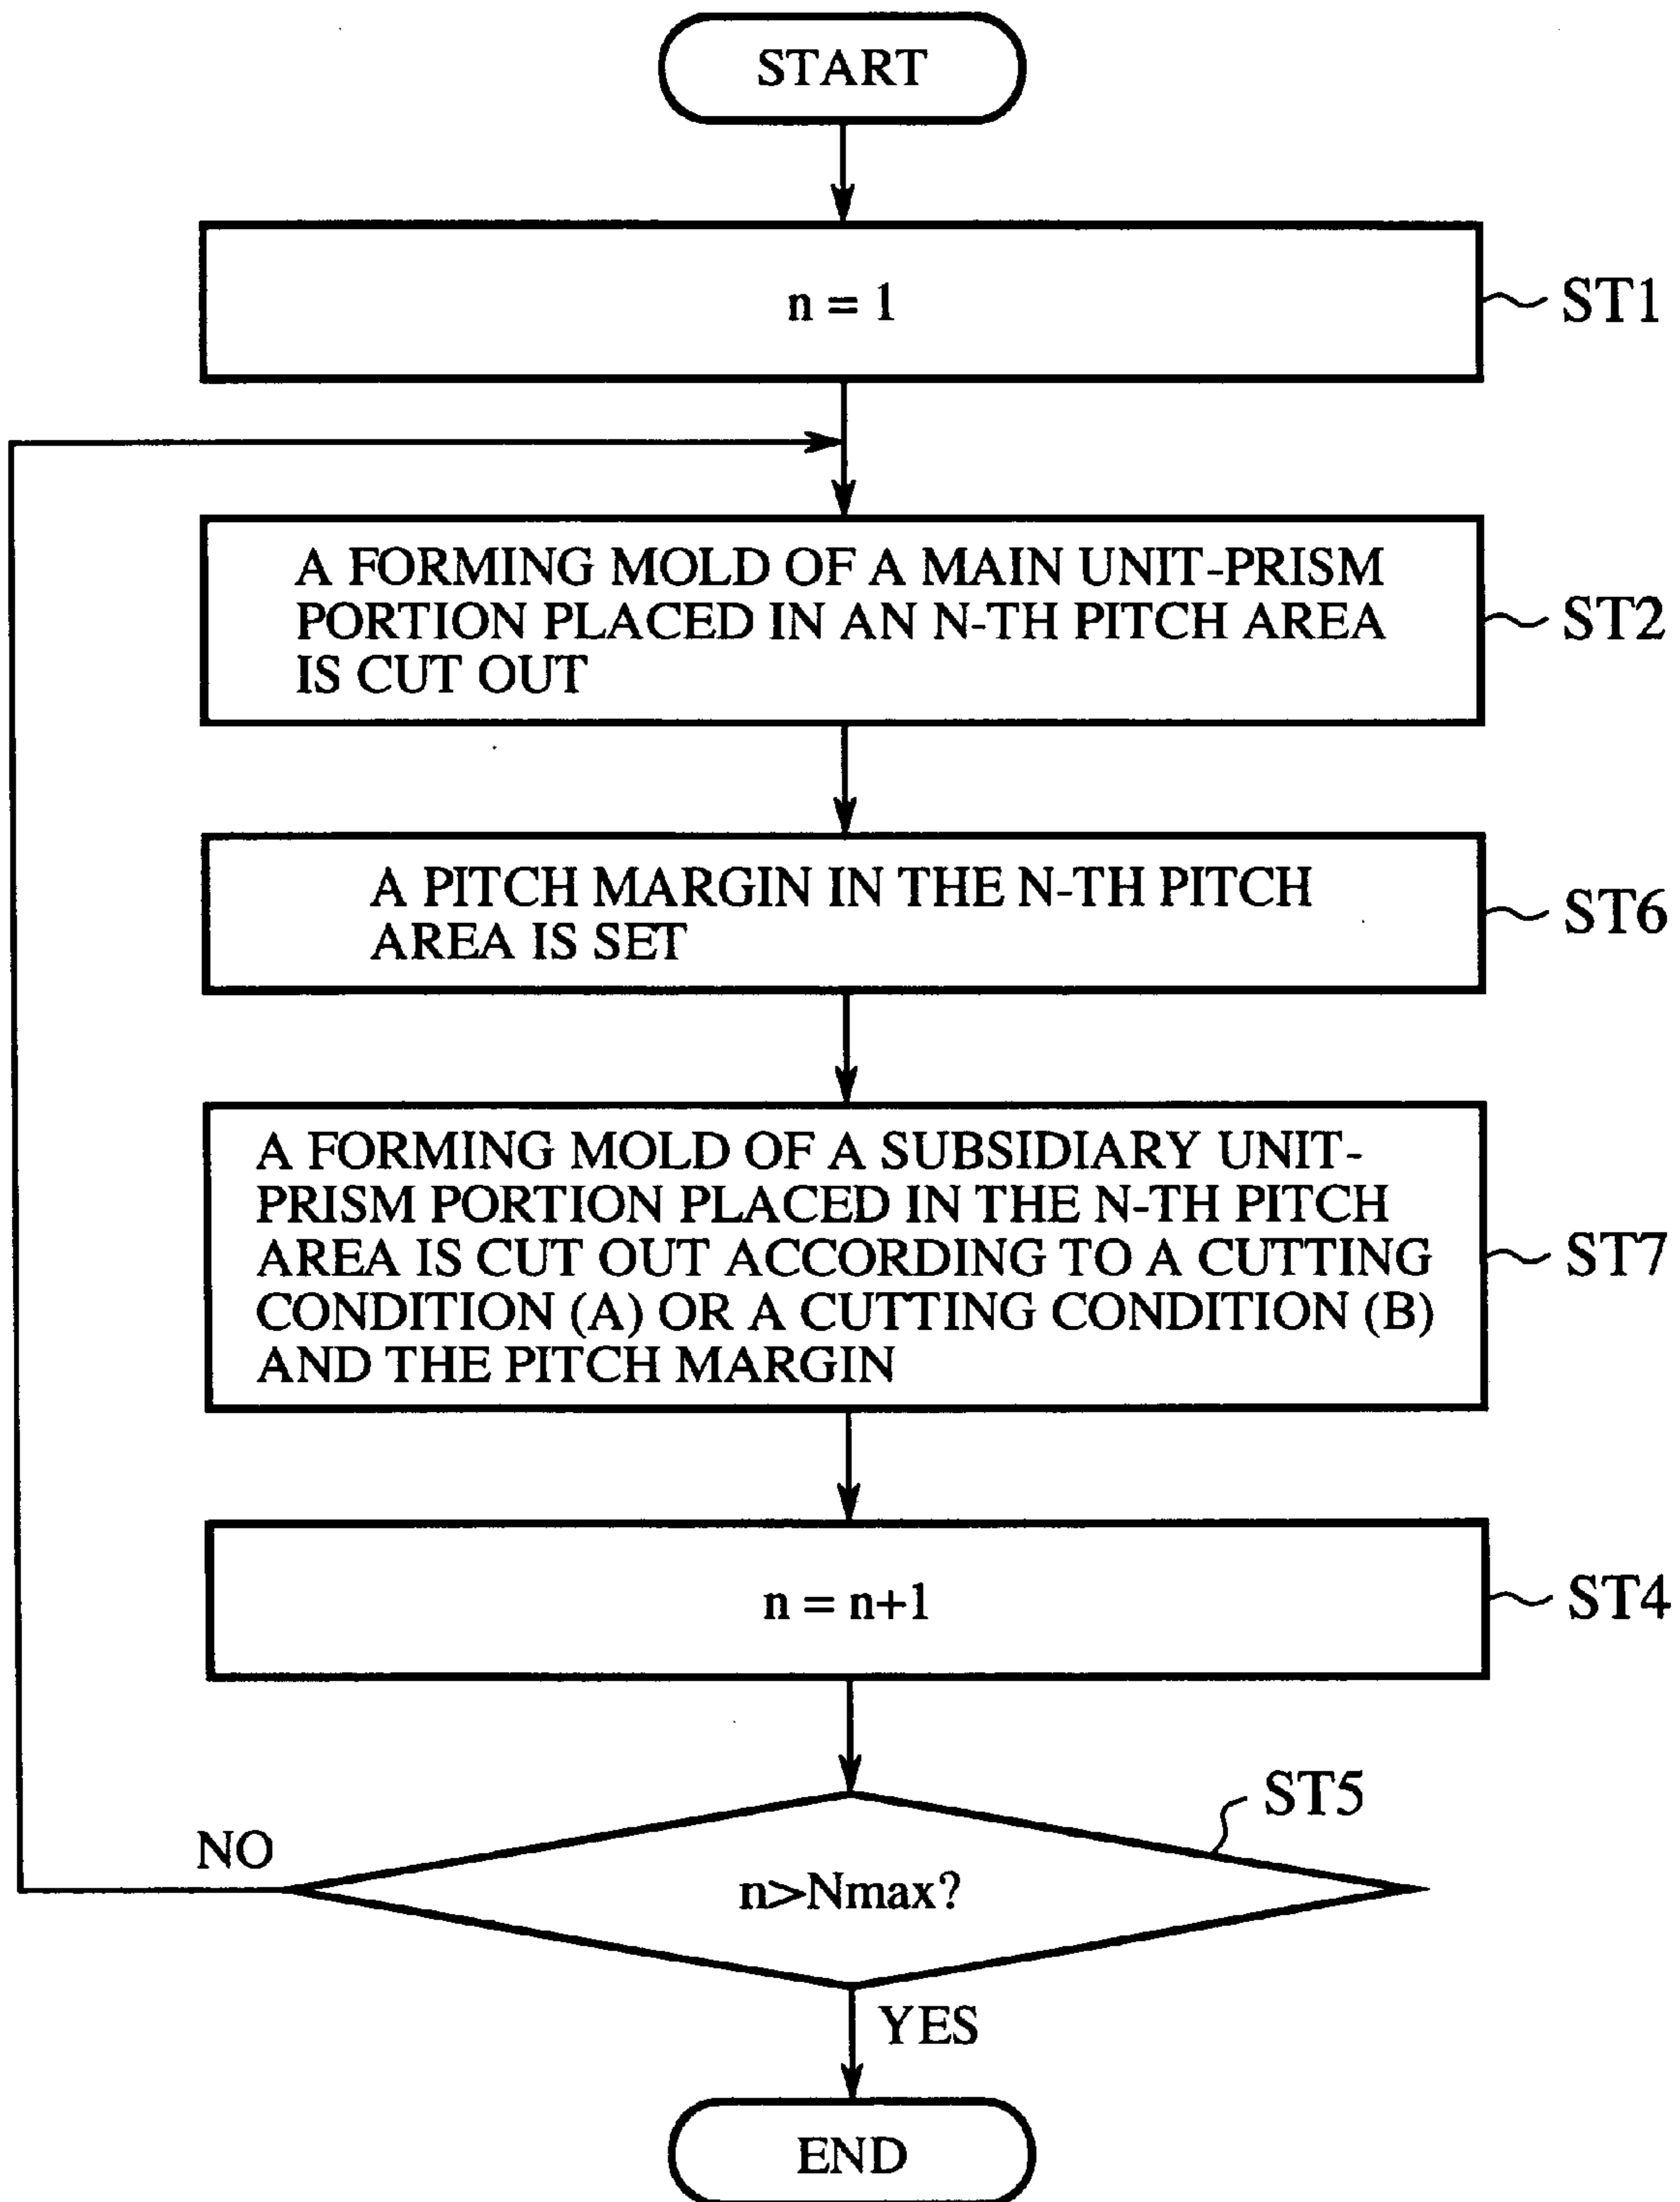 START
n = 1
ST1
A FORMING MOLD OF A MAIN UNIT-PRISM
PORTION PLACED IN AN N-TH PITCH AREA
IS CUT OUT
ST2
A PITCH MARGIN IN THE N-TH PITCH
AREA IS SET
ST6
A FORMING MOLD OF A SUBSIDIARY UNIT-
PRISM PORTION PLACED IN THE N-TH PITCH
AREA IS CUT OUT ACCORDING TO A CUTTING
CONDITION (A) OR A CUTTING CONDITION (B)
AND THE PITCH MARGIN
ST7
n = n+1
ST4
ST5
NO
n>Nmax?
YES
END